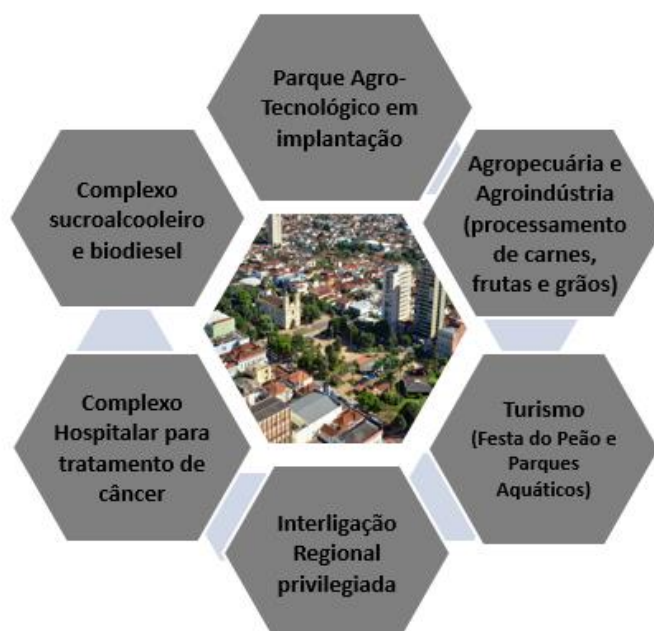 Parque Agro-
Tecnológico em
implantação
Agropecuária e
Agroindústria
(processamento
de carnes,
frutas e grãos)
Turismo
(Festa do Peão e
Parques
Aquáticos)
Interligação
Regional
privilegiada
Complexo
Hospitalar para
tratamento de
câncer
Complexo
sucroalcooleiro
e biodiesel